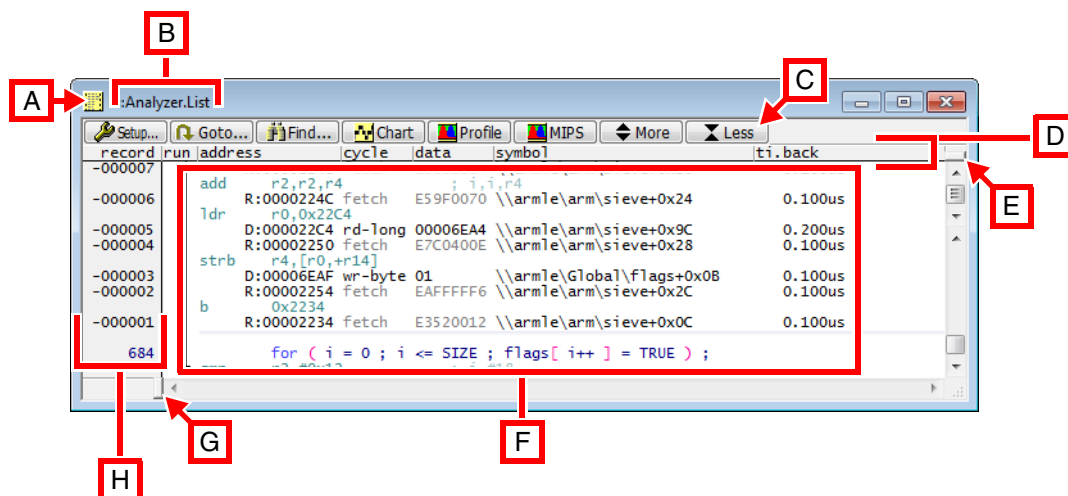 B
A
C
:Analyzer.List
Setup... Goto... Find... Chart Profile MIPS More Less
D
record run address cycle data symbol ti.back
-000007
add r2,r2,r4 ; i,i,r4
-000006 R:0000224C fetch E59F0070 \\armle\arm\sieve+0x24 0.100us
E
ldr r0,0x22C4
-000005 D:000022C4 rd-long 00006EA4 \\armle\arm\sieve+0x9C 0.200us
-000004 R:00002250 fetch E7C0400E \\armle\arm\sieve+0x28 0.100us
strb r4,[r0,+r14]
-000003 D:00006EAF wr-byte 01 \\armle\Global\flags+0x0B 0.100us
-000002 R:00002254 fetch EAFFFFF6 \\armle\arm\sieve+0x2C 0.100us
b 0x2234
-000001 R:00002234 fetch E3520012 \\armle\arm\sieve+0x0C 0.100us
684 for ( i = 0 ; i <= SIZE ; flags[ i++ ] = TRUE ) ;
G
F
H